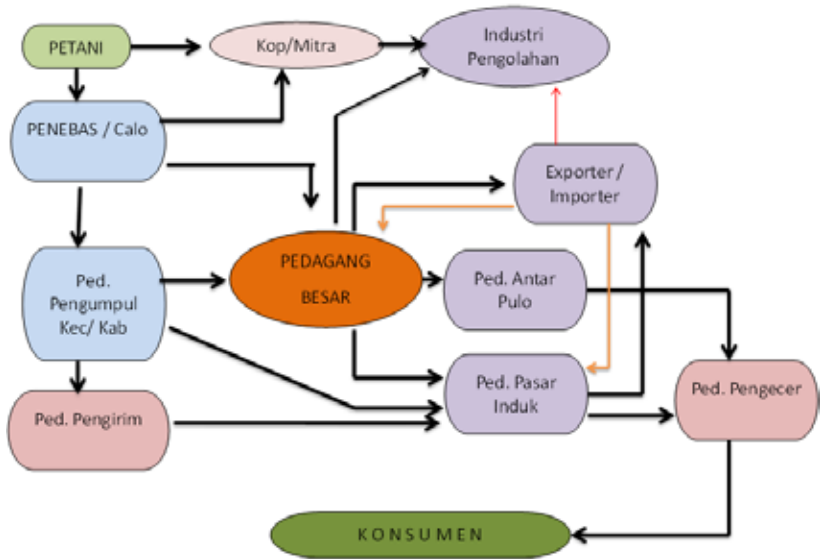 PETANI
Kop/Mitra
Industri
Pengolahan
PENEBAS / Calo
Exporter /
Importer
Ped.
Pengumpul
Kec/ Kab
PEDAGANG
BESAR
Ped. Antar
Pulo
Ped. Pasar
Induk
Ped. Pengecer
Ped. Pengirim
KONSUMEN